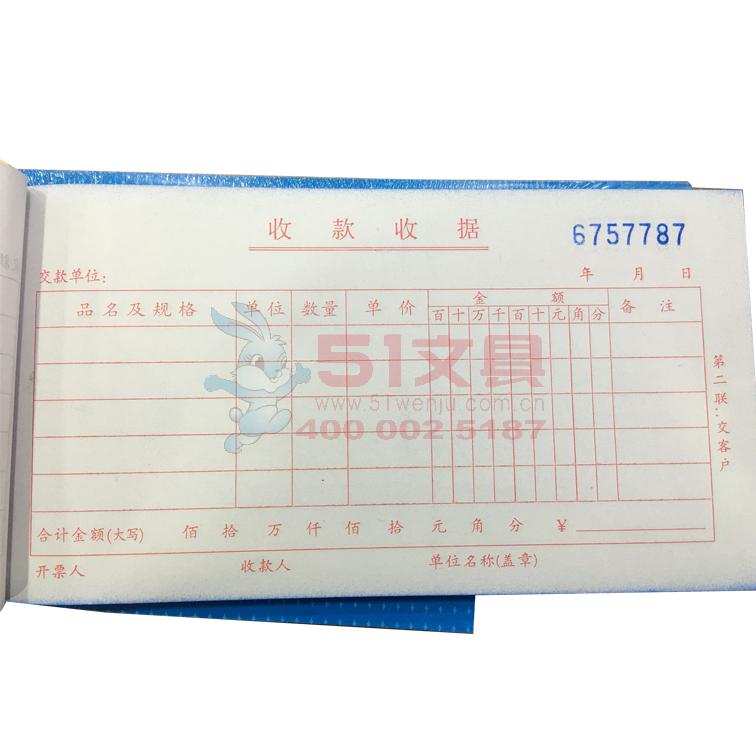 收款收据 6757787
交款单位: 年 月 日
品名及规格 单位 数量 单价 金额 备注
百 十 万 千 百 十 元 角 分
51文具
www.51wenju.com.cn
400 002 5187
第二联:交客户
合计金额(大写) 佰 拾 万 仟 佰 拾 元 角 分 ¥
开票人 收款人 单位名称(盖章)